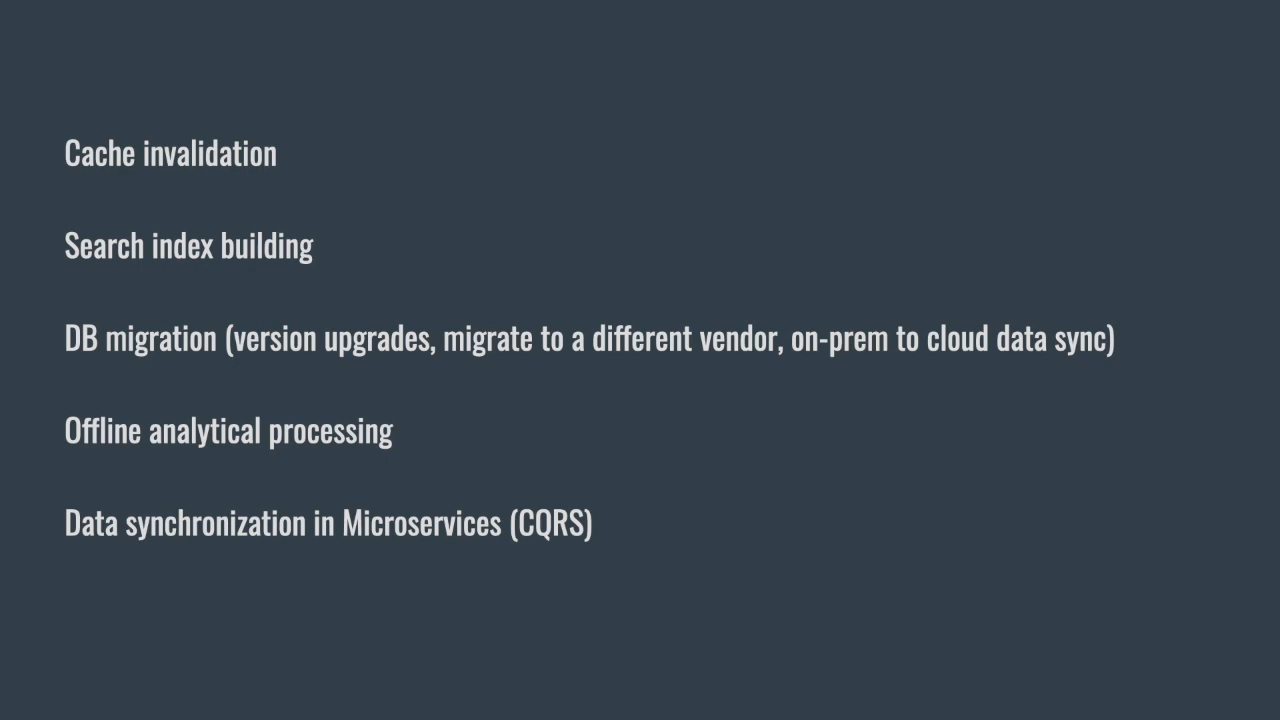 Cache invalidation
Search index building
DB migration (version upgrades, migrate to a different vendor, on-prem to cloud data sync)
Offline analytical processing
Data synchronization in Microservices (CQRS)